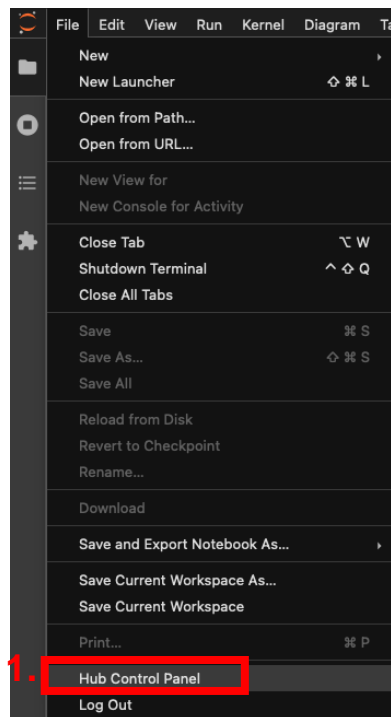 File Edit View Run Kernel Diagram Ta
New
New Launcher ⇧ ⌘ L
Open from Path...
Open from URL...
New View for
New Console for Activity
Close Tab ⌥ W
Shutdown Terminal ^ ⇧ Q
Close All Tabs
Save ⌘ S
Save As... ⇧ ⌘ S
Save All
Reload from Disk
Revert to Checkpoint
Rename...
Download
Save and Export Notebook As...
Save Current Workspace As...
Save Current Workspace
Print... ⌘ P
1. Hub Control Panel
Log Out